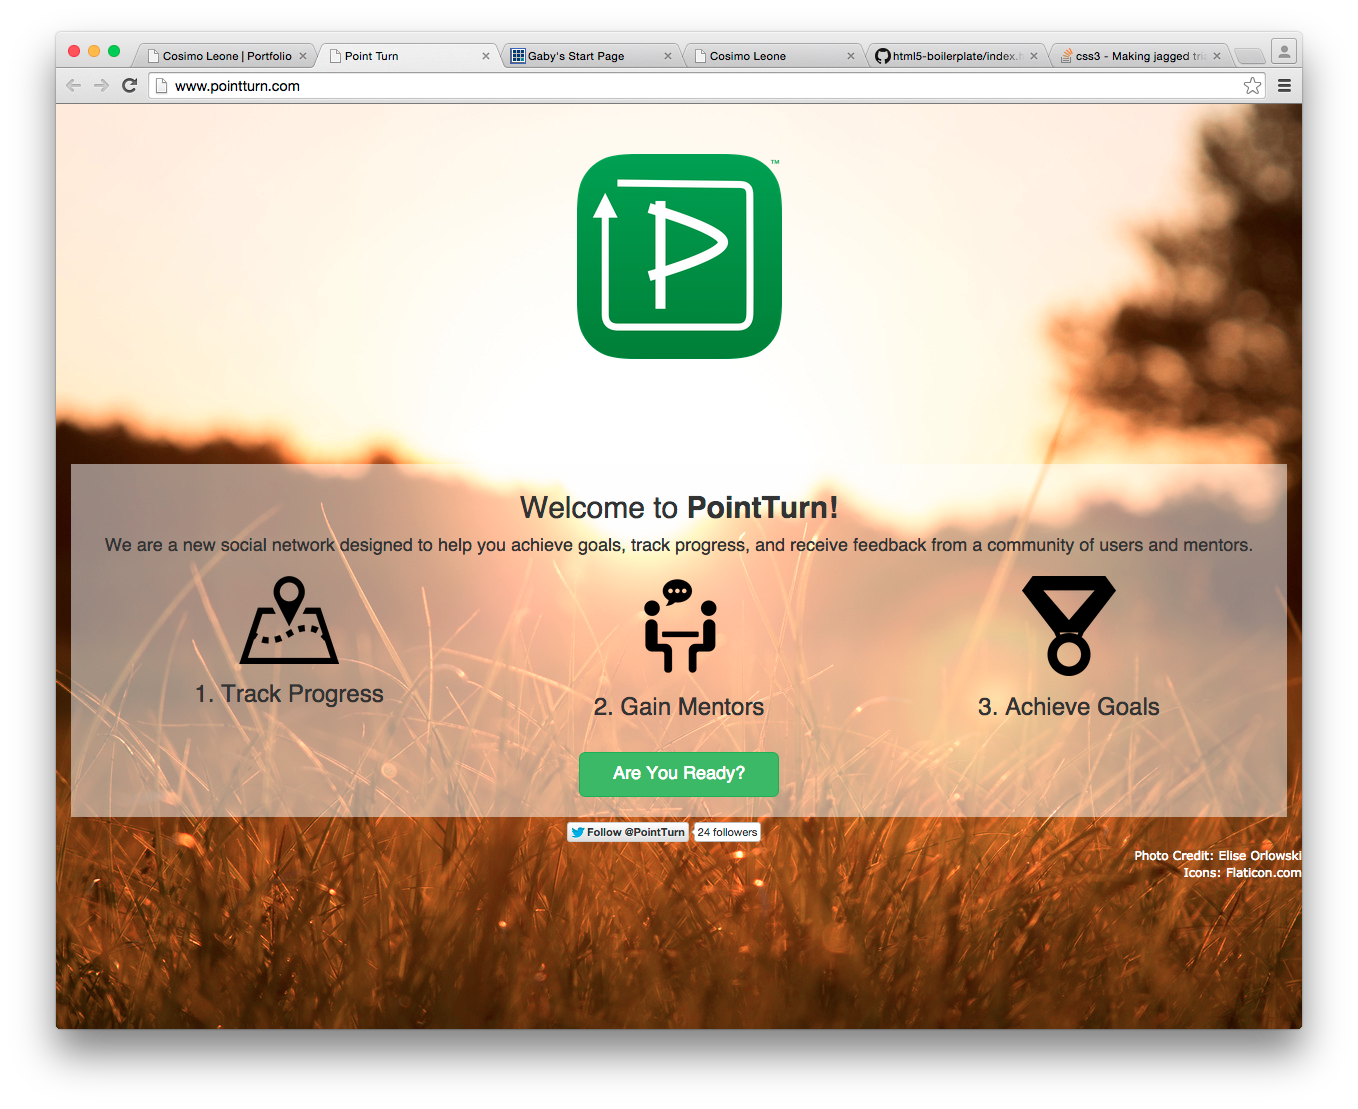 Cosimo Leone | Portfolio
Point Turn
Gaby's Start Page
Cosimo Leone
html5-boilerplate/index.
css3 - Making jagged tri
www.pointturn.com
™
P
Welcome to PointTurn!
We are a new social network designed to help you achieve goals, track progress, and receive feedback from a community of users and mentors.
1. Track Progress
2. Gain Mentors
3. Achieve Goals
Are You Ready?
Follow @PointTurn
24 followers
Photo Credit: Elise Orlowski
Icons: Flaticon.com